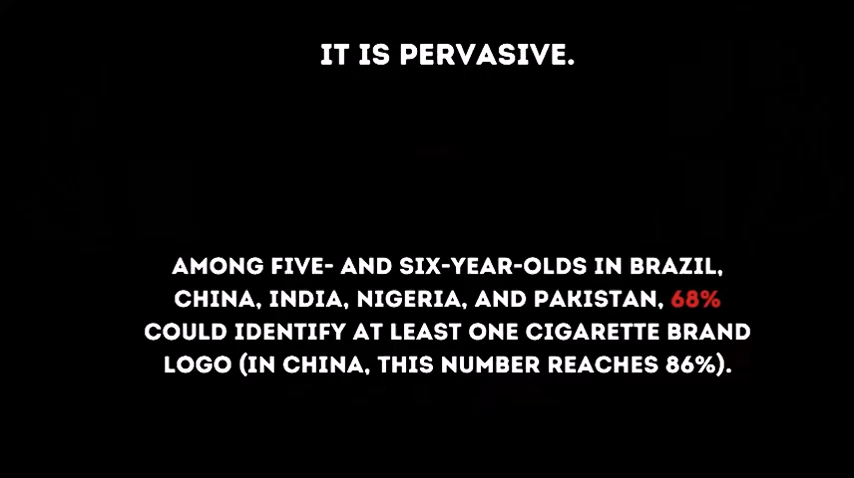 IT IS PERVASIVE.
AMONG FIVE- AND SIX-YEAR-OLDS IN BRAZIL,
CHINA, INDIA, NIGERIA, AND PAKISTAN, 68%
COULD IDENTIFY AT LEAST ONE CIGARETTE BRAND
LOGO (IN CHINA, THIS NUMBER REACHES 86%).